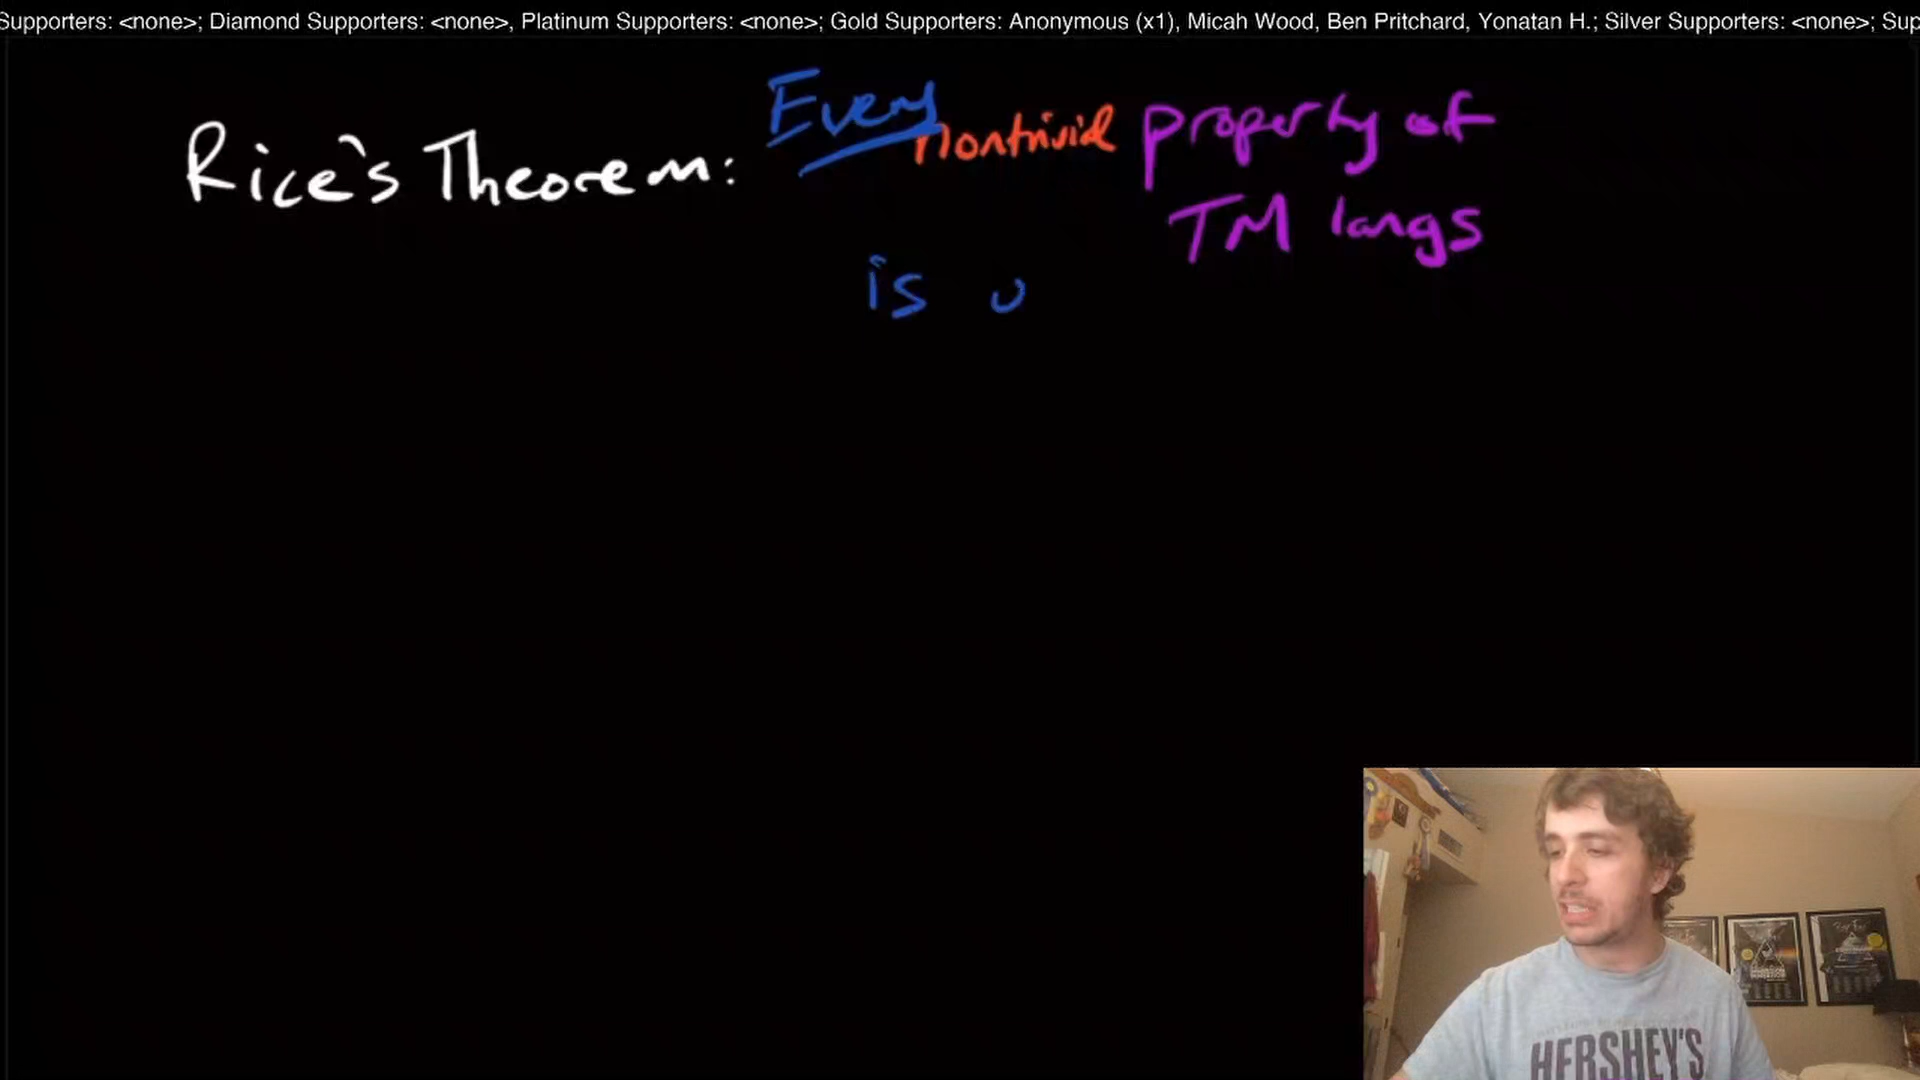 Supporters: <none>; Diamond Supporters: <none>, Platinum Supporters: <none>; Gold Supporters: Anonymous (x1), Micah Wood, Ben Pritchard, Yonatan H.; Silver Supporters: <none>; Sup
Rice's Theorem: Every nontrivial property of
TM langs
is u
HERSHEY'S